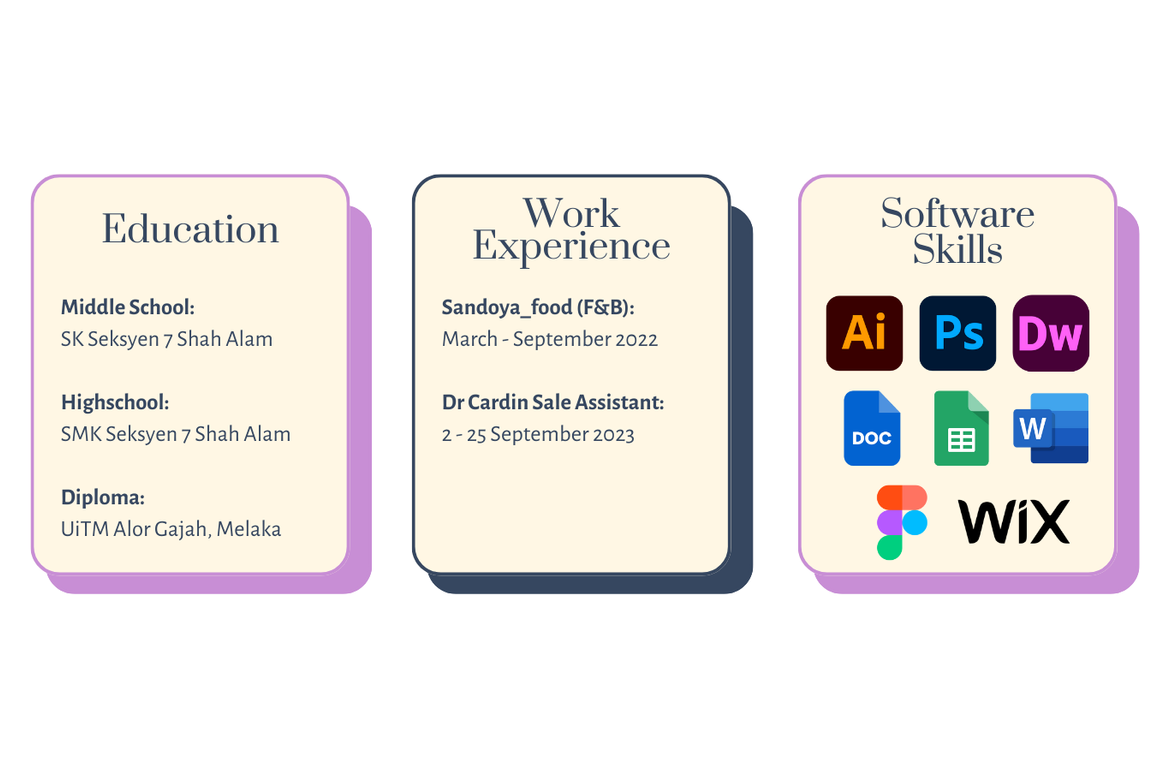 Education
Middle School:
SK Seksyen 7 Shah Alam
Highschool:
SMK Seksyen 7 Shah Alam
Diploma:
UiTM Alor Gajah, Melaka
Work
Experience
Sandoya_food (F&B):
March - September 2022
Dr Cardin Sale Assistant:
2 - 25 September 2023
Software
Skills
Ai Ps Dw
DOC W
WiX